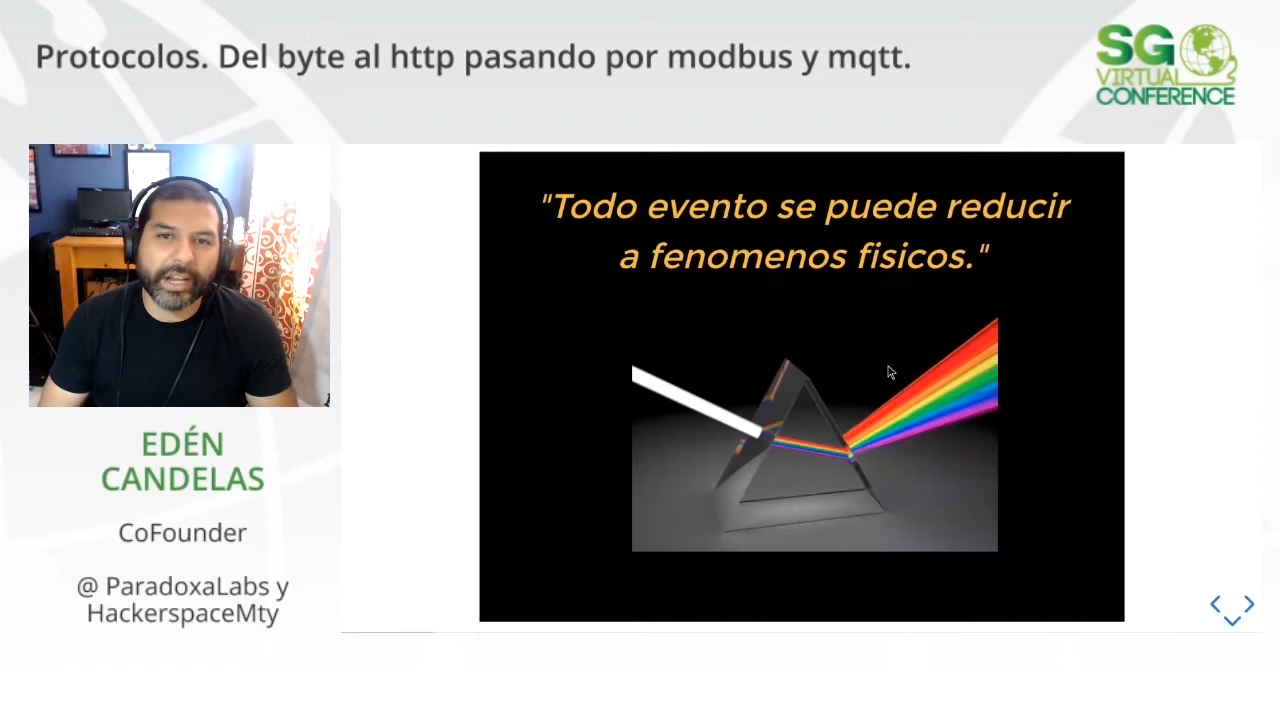 Protocolos. Del byte al http pasando por modbus y mqtt.
SG
VIRTUAL
CONFERENCE
"Todo evento se puede reducir
a fenomenos fisicos."
EDÉN
CANDELAS
CoFounder
@ ParadoxaLabs y
HackerspaceMty